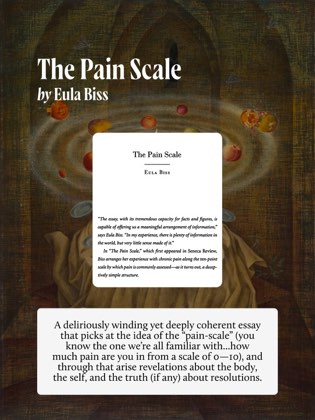 The Pain Scale
by Eula Biss
The Pain Scale
Eula Biss
"The essay, with its tremendous capacity for facts and figures, is
capable of offering us a meaningful arrangement of information,"
says Eula Biss. "In my experience, there is plenty of information in
the world, but very little sense made of it."
In "The Pain Scale," which first appeared in Seneca Review,
Biss arranges her experience with chronic pain along the ten-point
scale by which pain is commonly assessed—as it turns out, a decep-
tively simple structure.
A deliriously winding yet deeply coherent essay
that picks at the idea of the "pain-scale" (you
know the one we're all familiar with...how
much pain are you in from a scale of 0—10), and
through that arise revelations about the body,
the self, and the truth (if any) about resolutions.